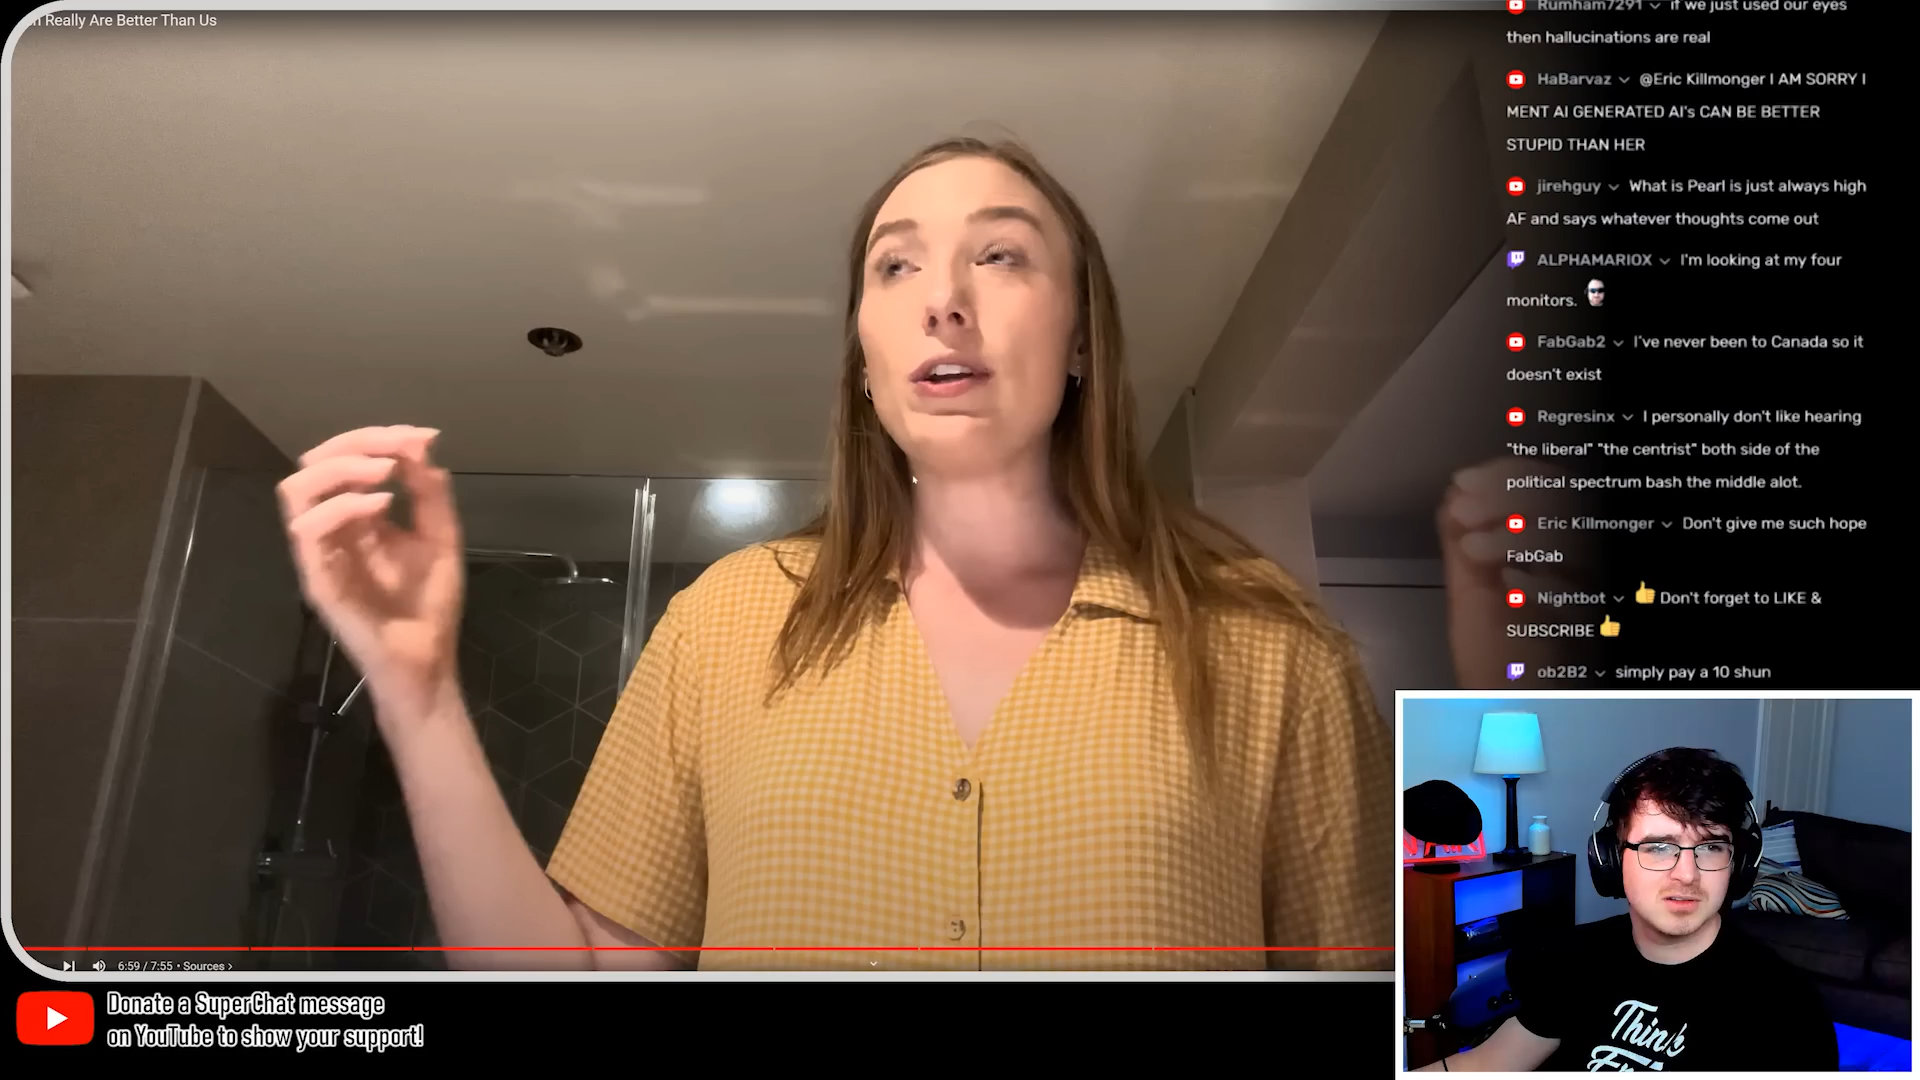 n Really Are Better Than Us
Rumham7291 if we just used our eyes
then hallucinations are real
HaBarvaz @Eric Killmonger I AM SORRY I
MENT AI GENERATED AI's CAN BE BETTER
STUPID THAN HER
jirehguy What is Pearl is just always high
AF and says whatever thoughts come out
ALPHAMARIOX I'm looking at my four
monitors.
FabGab2 I've never been to Canada so it
doesn't exist
Regresinx I personally don't like hearing
"the liberal" "the centrist" both side of the
political spectrum bash the middle alot.
Eric Killmonger Don't give me such hope
FabGab
Nightbot Don't forget to LIKE &
SUBSCRIBE
ob2B2 simply pay a 10 shun
6:59 / 7:55 • Sources ›
Donate a SuperChat message
on YouTube to show your support!
Think